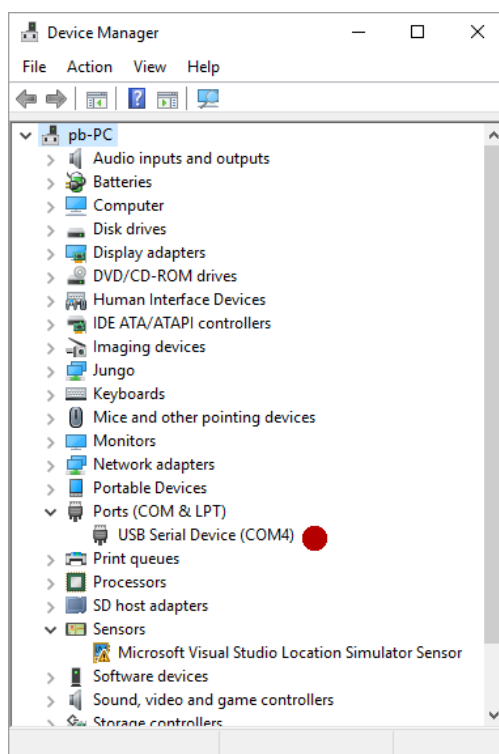 Device Manager
File Action View Help
pb-PC
Audio inputs and outputs
Batteries
Computer
Disk drives
Display adapters
DVD/CD-ROM drives
Human Interface Devices
IDE ATA/ATAPI controllers
Imaging devices
Jungo
Keyboards
Mice and other pointing devices
Monitors
Network adapters
Portable Devices
Ports (COM & LPT)
USB Serial Device (COM4)
Print queues
Processors
SD host adapters
Sensors
Microsoft Visual Studio Location Simulator Sensor
Software devices
Sound, video and game controllers
Storage controllers